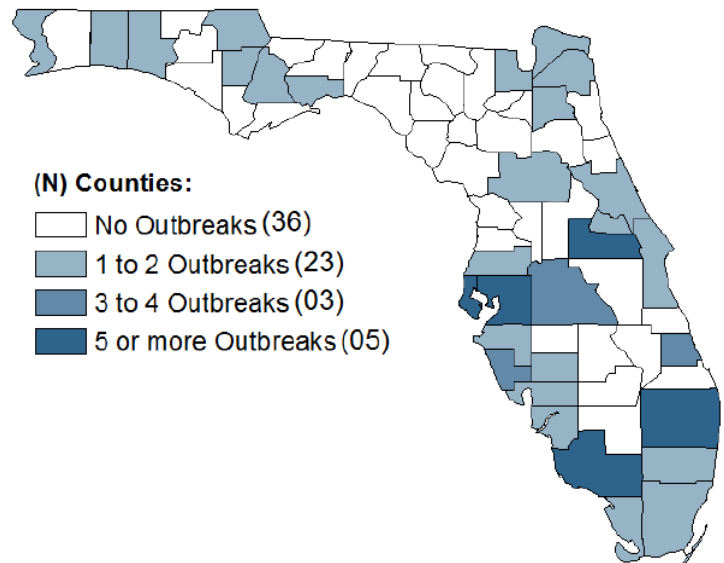 (N) Counties:
No Outbreaks (36)
1 to 2 Outbreaks (23)
3 to 4 Outbreaks (03)
5 or more Outbreaks (05)